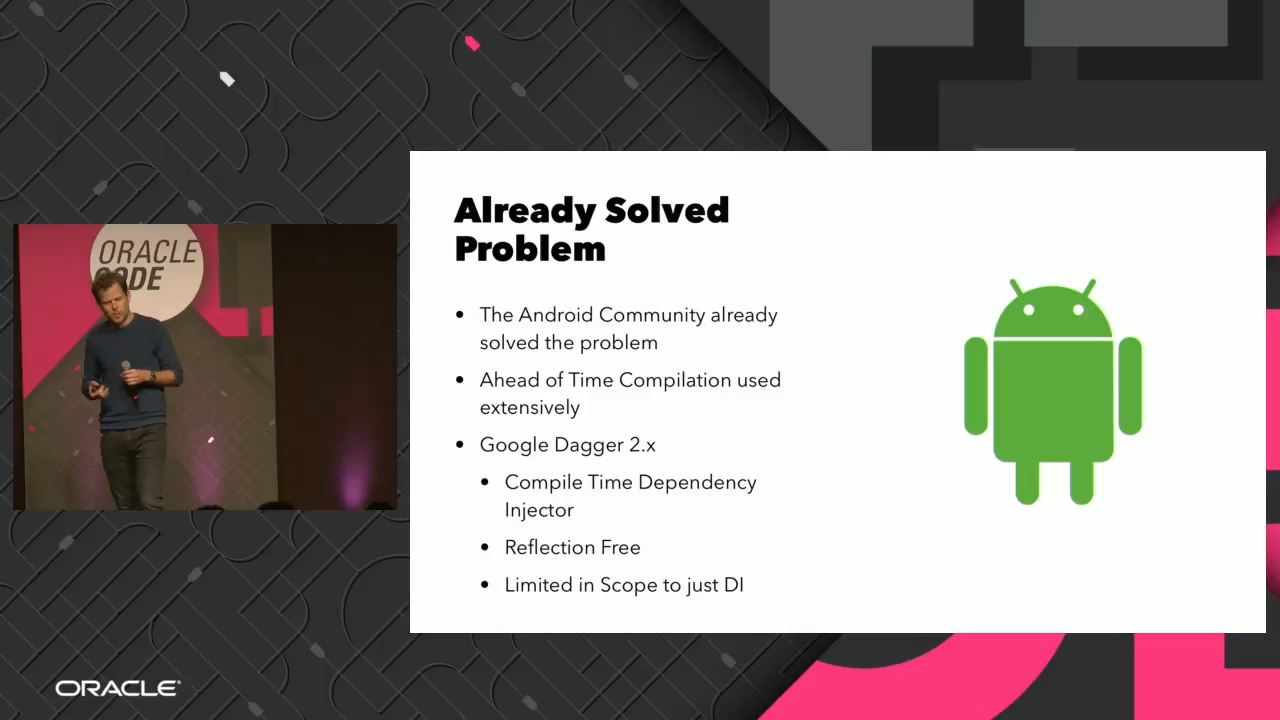 ORACLE
CODE
Already Solved
Problem
• The Android Community already
solved the problem
• Ahead of Time Compilation used
extensively
• Google Dagger 2.x
• Compile Time Dependency
Injector
• Reflection Free
• Limited in Scope to just DI
ORACLE